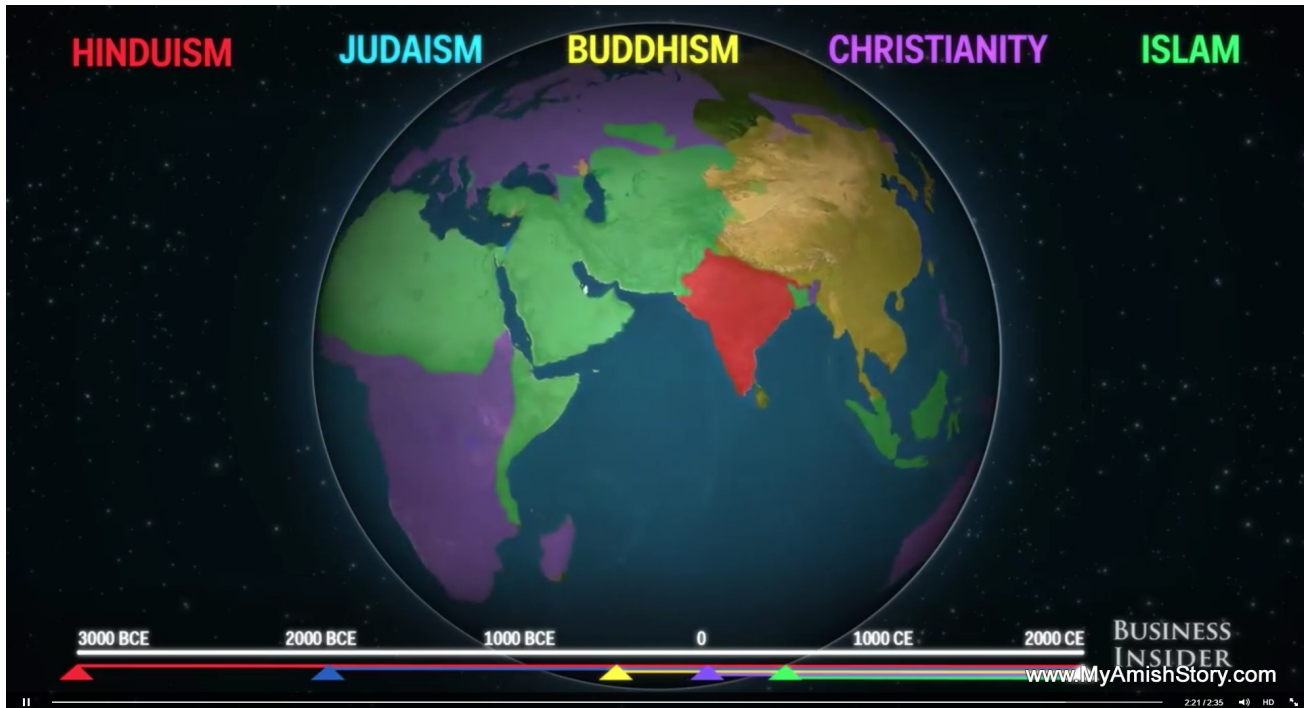 HINDUISM
JUDAISM
BUDDHISM
CHRISTIANITY
ISLAM
3000 BCE
2000 BCE
1000 BCE
0
1000 CE
2000 CE
BUSINESS
INSIDER
www.MyAmishStory.com
2:21 / 2:35
HD